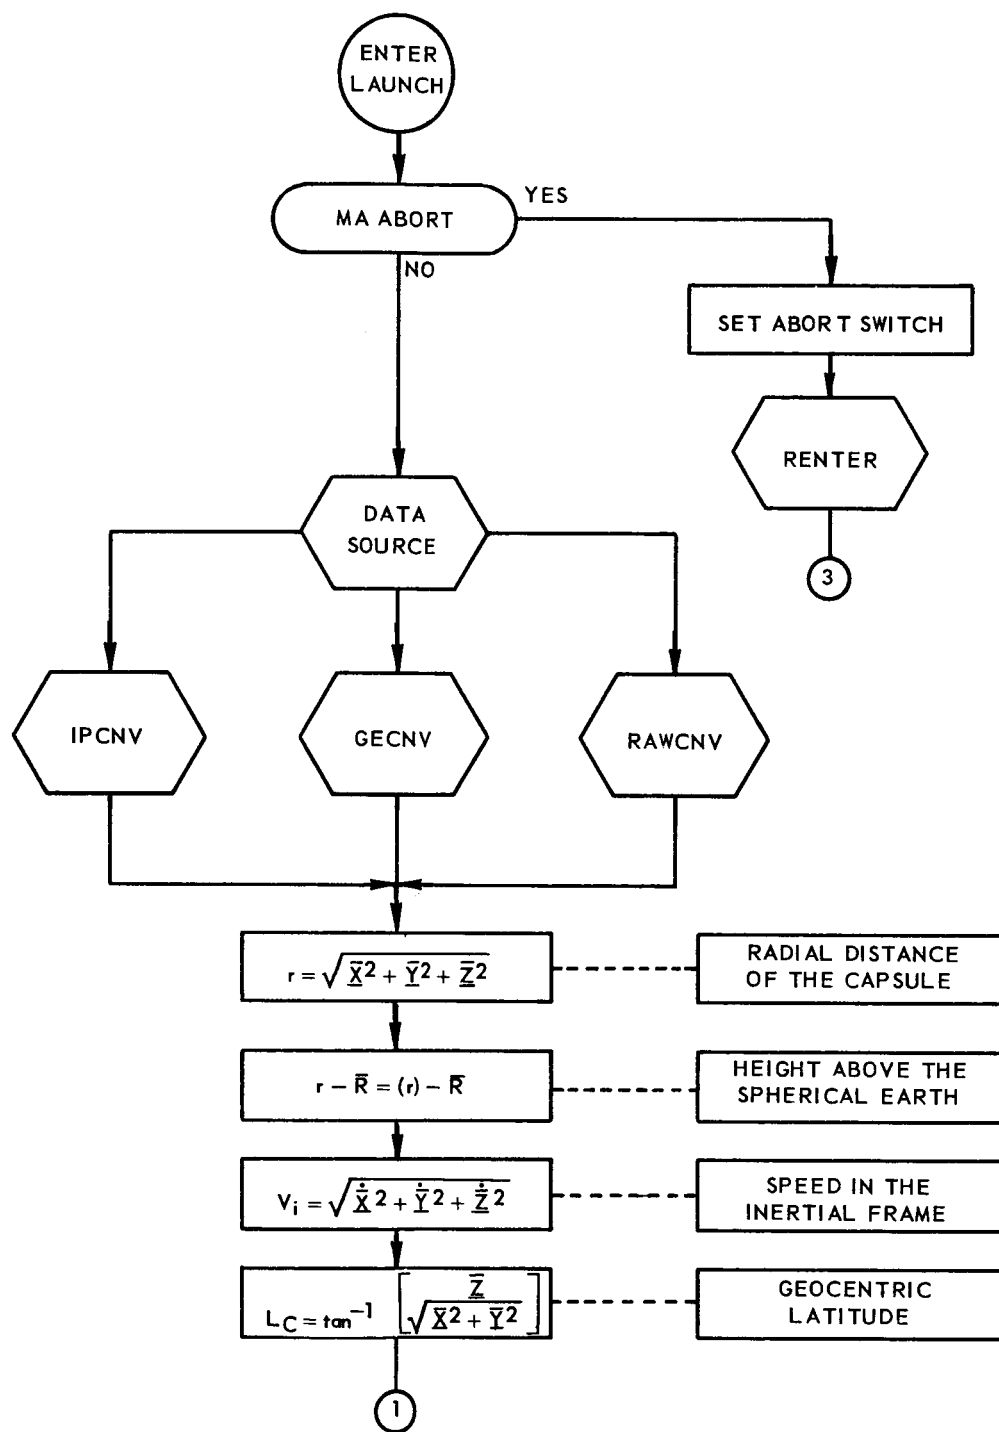 ENTER
LAUNCH
MA ABORT
YES
NO
SET ABORT SWITCH
RENTER
3
DATA
SOURCE
IPCNV
GECNV
RAWCNV
r = √(X̲̅² + Y̲̅² + Z̲̅²)
RADIAL DISTANCE
OF THE CAPSULE
r − R̅ = (r) − R̅
HEIGHT ABOVE THE
SPHERICAL EARTH
Vᵢ = √(Ẋ̲̅² + Ẏ̲̅² + Ż̲̅²)
SPEED IN THE
INERTIAL FRAME
L_C = tan⁻¹ [Z̲̅ / √(X̲̅² + Y̲̅²)]
GEOCENTRIC
LATITUDE
1